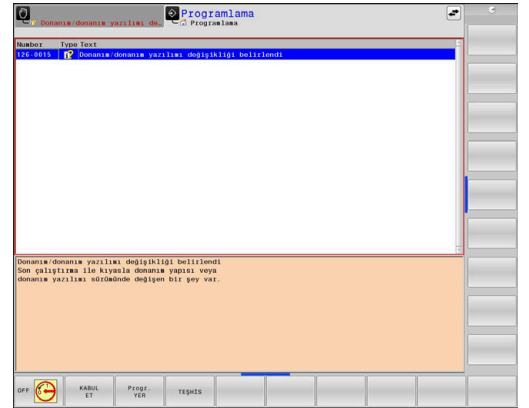 Programlama
Donanım/donanım yazılımı de…
Programlama
Number Type Text
126-0015 Donanım/donanım yazılımı değişikliği belirlendi
Donanım/donanım yazılımı değişikliği belirlendi
Son çalıştırma ile kıyasla donanım yapısı veya
donanım yazılımı sürümünde değişen bir şey var.
OFF
KABUL
ET
Progr.
YER
TEŞHİS